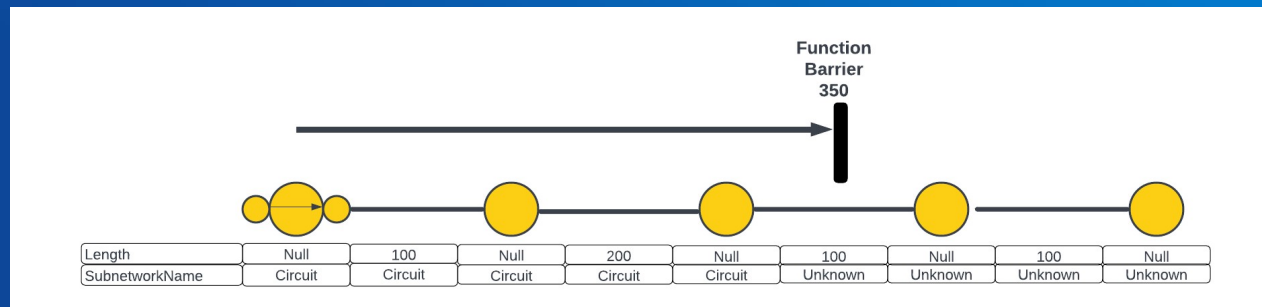 Function
Barrier
350
Length Null 100 Null 200 Null 100 Null 100 Null
SubnetworkName Circuit Circuit Circuit Circuit Circuit Unknown Unknown Unknown Unknown